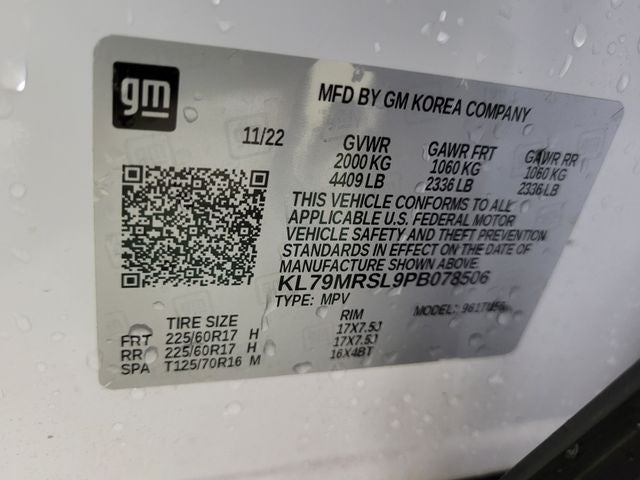 gm
MFD BY GM KOREA COMPANY
11/22 GVWR GAWR FRT GAWR RR
2000 KG 1060 KG 1060 KG
4409 LB 2336 LB 2336 LB
THIS VEHICLE CONFORMS TO ALL
APPLICABLE U.S. FEDERAL MOTOR
VEHICLE SAFETY AND THEFT PREVENTION
STANDARDS IN EFFECT ON THE DATE OF
MANUFACTURE SHOWN ABOVE.
KL79MRSL9PB078506
TYPE: MPV MODEL:
TIRE SIZE RIM
FRT 225/60R17 H 17X7.5J
RR 225/60R17 H 17X7.5J
SPA T125/70R16 M 16X4BT